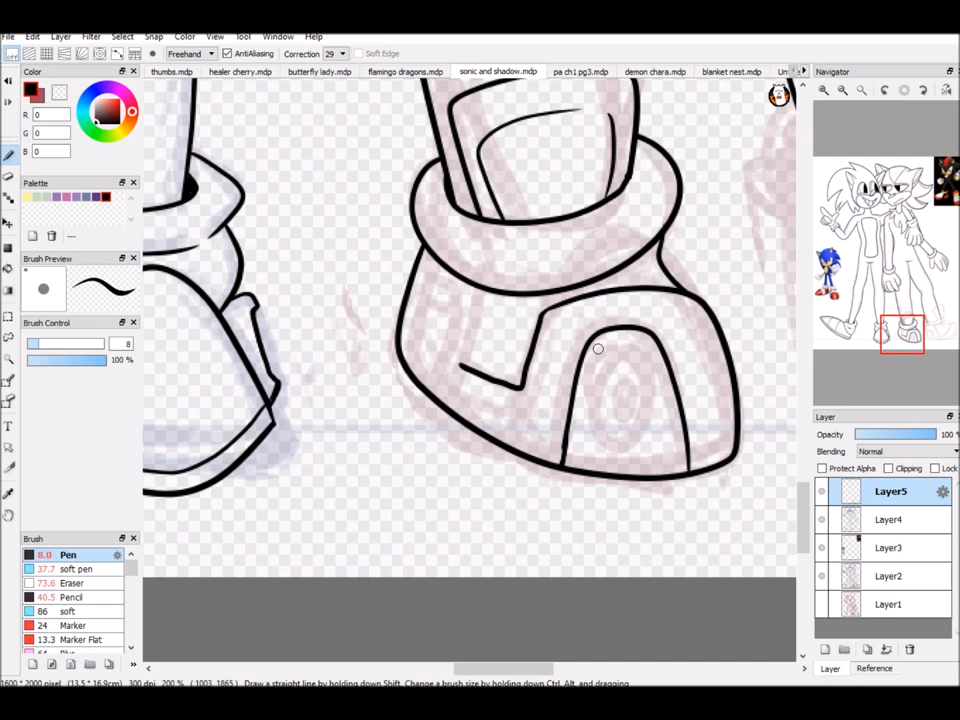 File Edit Layer Filter Select Snap Color View Tool Window Help
Freehand AntiAliasing Correction 29 Soft Edge
Color
thumbs.mdp healer cherry.mdp butterfly lady.mdp flamingo dragons.mdp sonic and shadow.mdp pa ch1 pg3.mdp demon chara.mdp blanket nest.mdp
Navigator
R 0
G 0
B 0
Palette
---
Brush Preview
Brush Control
8
100 %
Brush
8.0 Pen
37.7 soft pen
73.6 Eraser
40.5 Pencil
86 soft
24 Marker
13.3 Marker Flat
Layer
Opacity 100 %
Blending Normal
Protect Alpha Clipping Lock
Layer5
Layer4
Layer3
Layer2
Layer1
Layer Reference
1600 * 2000 pixel (13.5 * 16.9cm) 300 dpi 200 % ( 1003, 1865) Draw a straight line by holding down Shift, Change a brush size by holding down Ctrl, Alt, and dragging